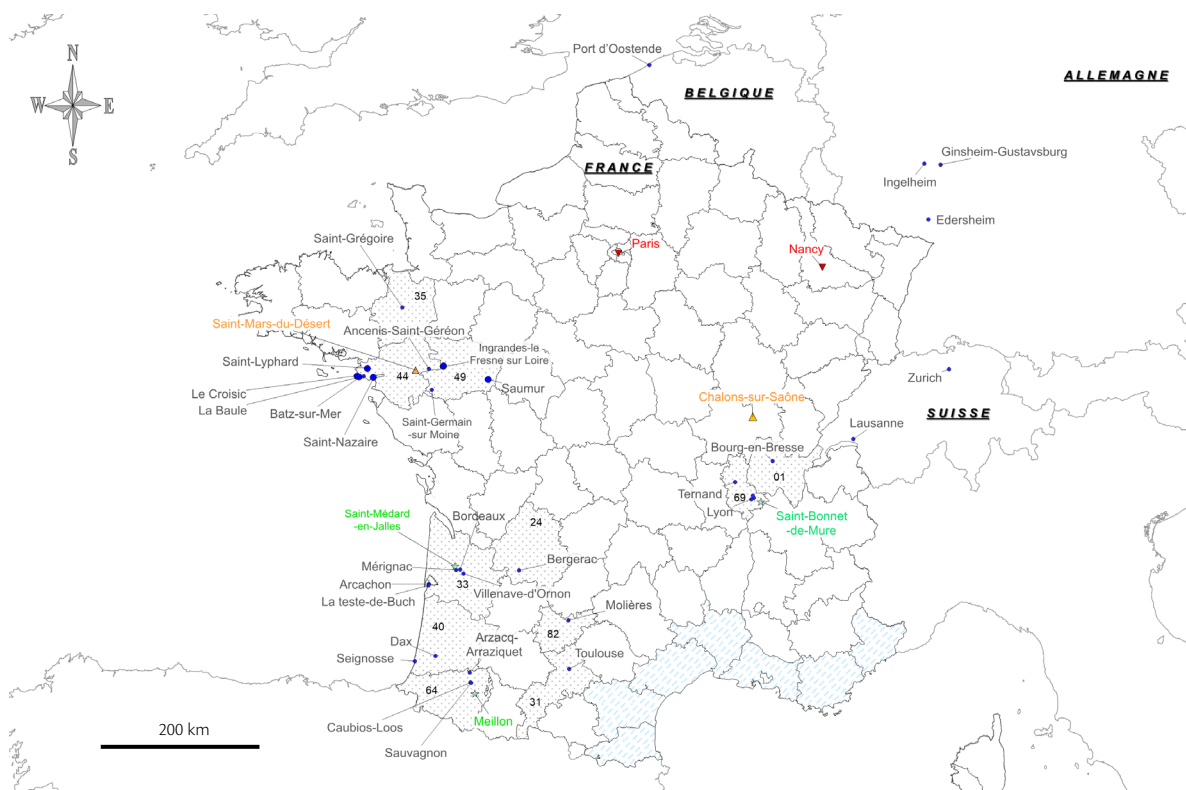 N
W
E
S
Port d'Oostende
BELGIQUE
ALLEMAGNE
Ginsheim-Gustavsburg
Ingelheim
FRANCE
Edersheim
Saint-Grégoire
Paris
Nancy
35
Saint-Mars-du-Désert
Ancenis-Saint-Géréon
Ingrandes-le
Fresne sur Loire
Saint-Lyphard
44
49
Saumur
Le Croisic
La Baule
Batz-sur-Mer
Saint-Nazaire
Saint-Germain
-sur Moine
Zurich
Chalons-sur-Saône
SUISSE
Lausanne
Bourg-en-Bresse
01
Ternand
69
Lyon
Saint-Bonnet
-de-Mure
Saint-Médard
-en-Jalles
Bordeaux
24
Mérignac
Bergerac
Arcachon
33
Villenave-d'Ornon
La teste-de-Buch
Molières
40
82
Arzacq-
Arraziquet
Dax
Toulouse
Seignosse
64
31
Caubios-Loos
Meillon
Sauvagnon
200 km